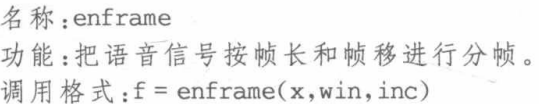 名称:enframe
功能:把语音信号按帧长和帧移进行分帧。
调用格式:f = enframe(x,win,inc)